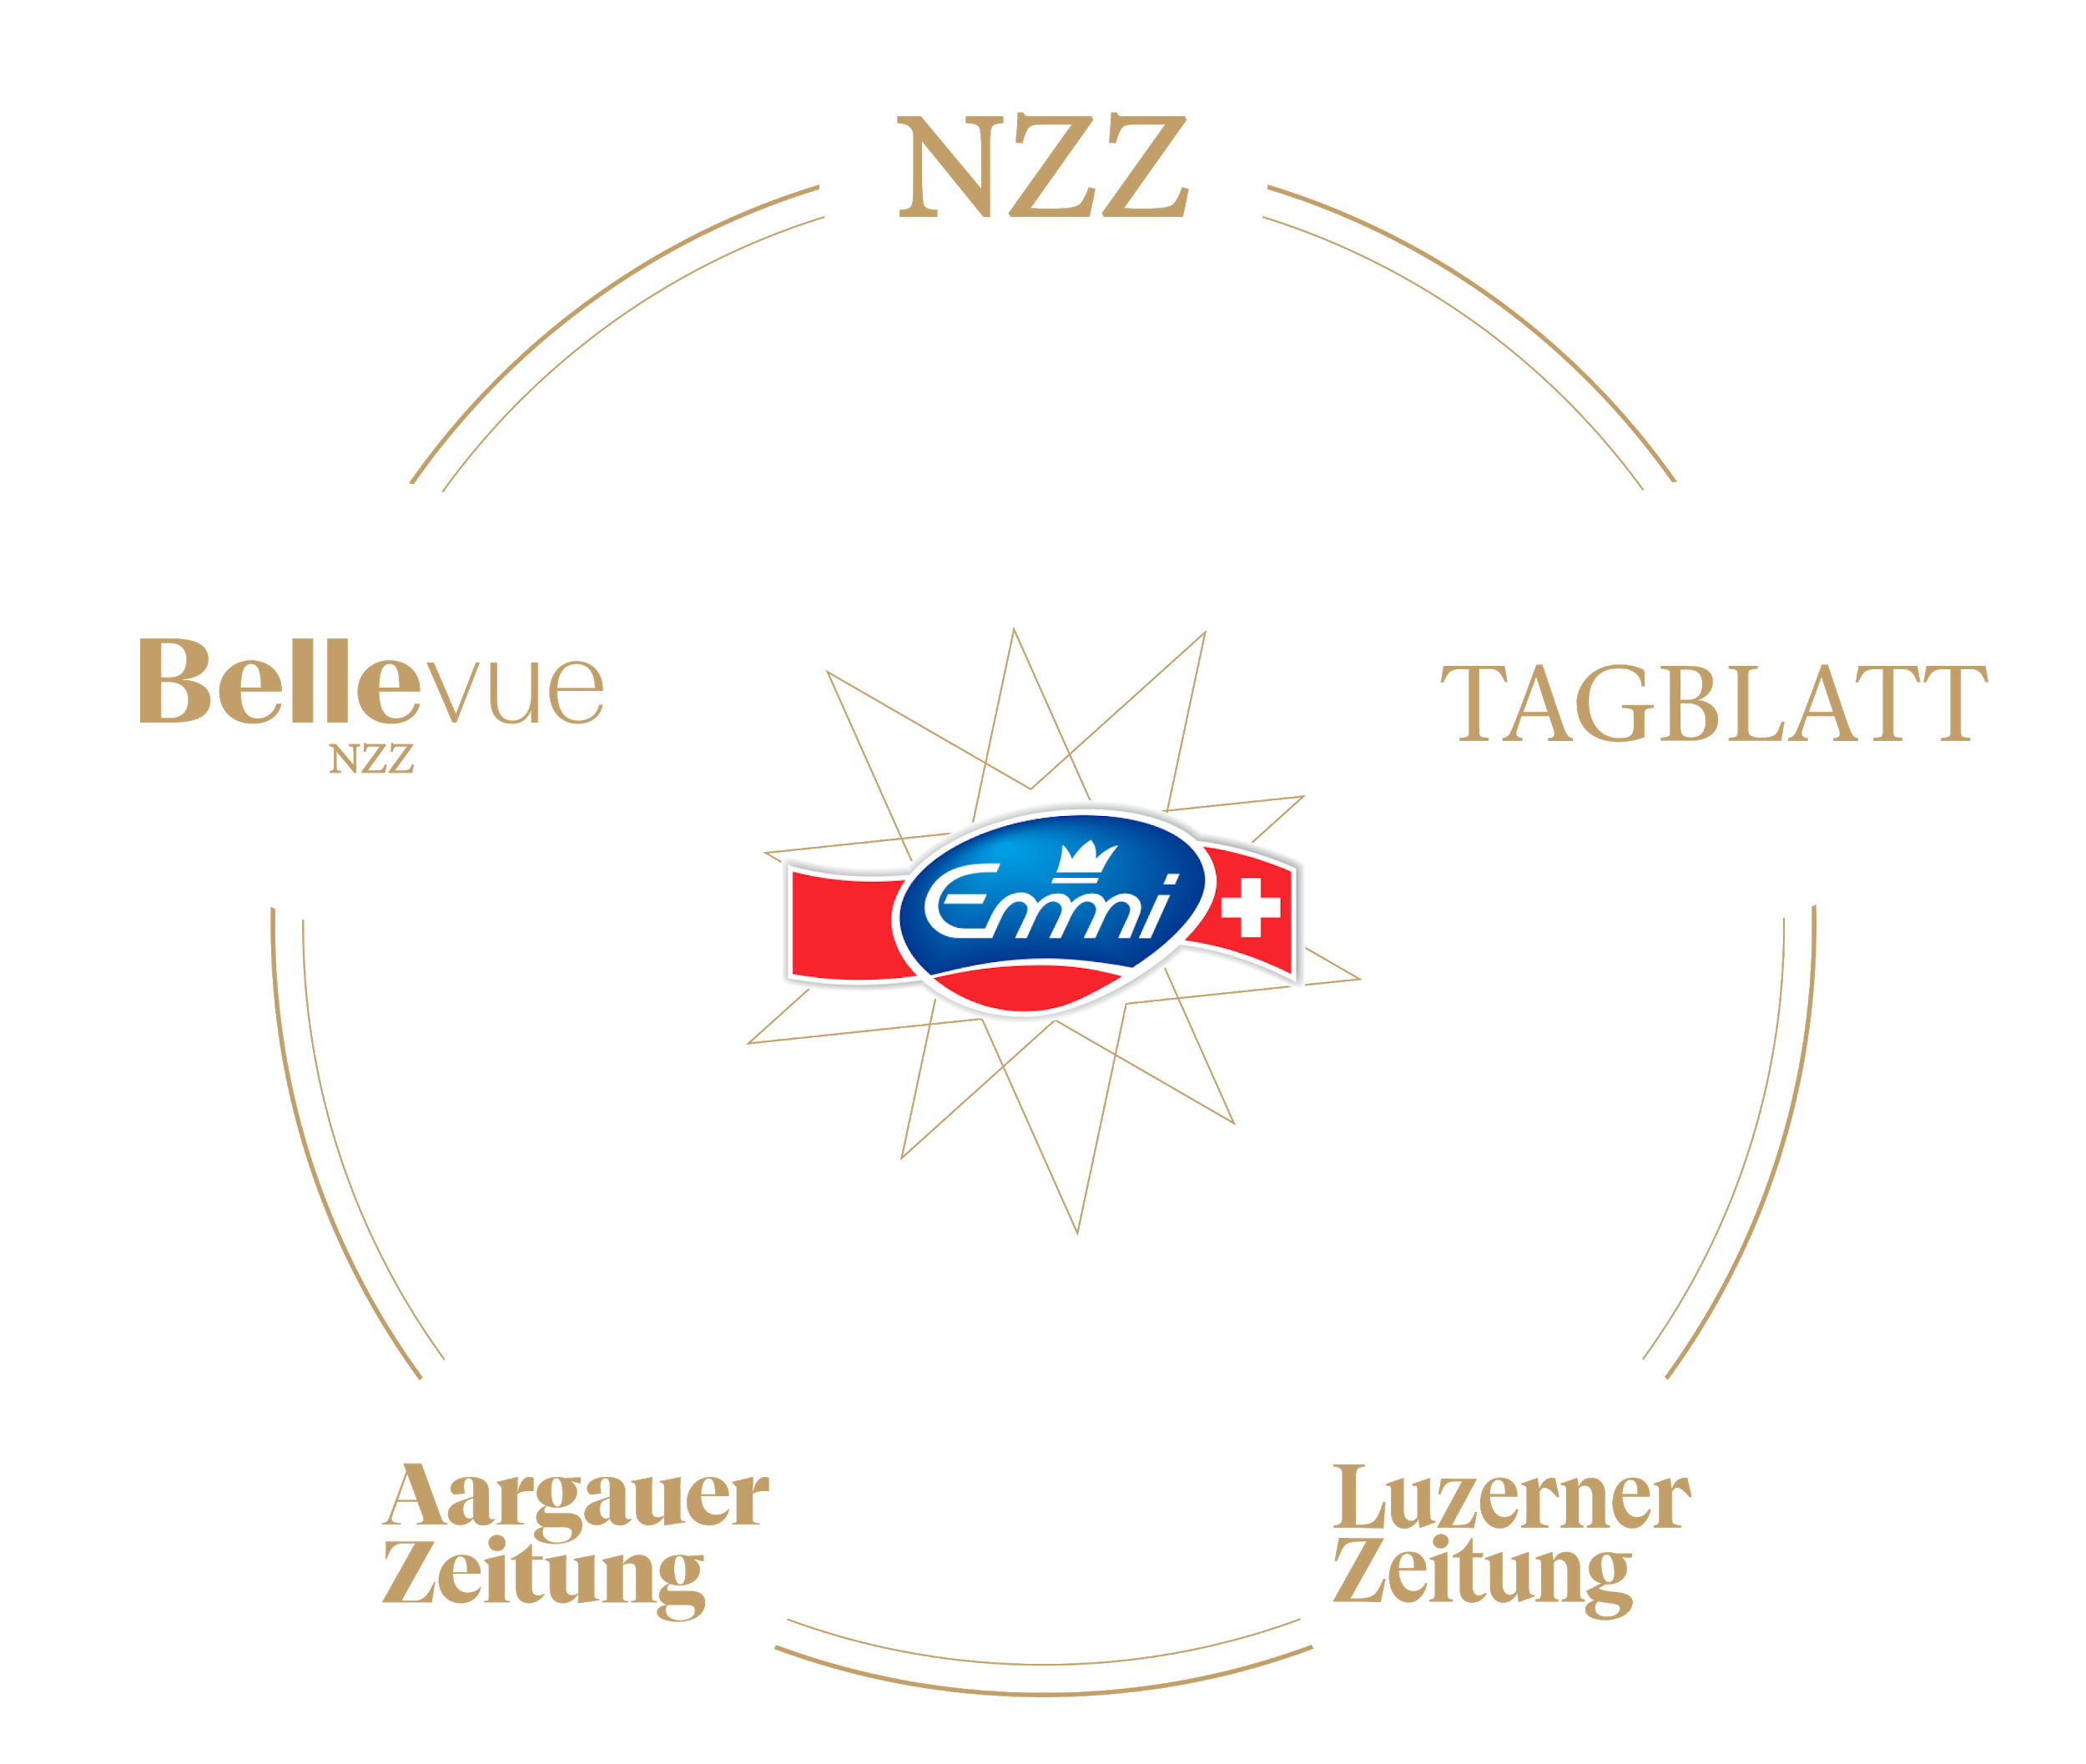 NZZ
Bellevue
NZZ
TAGBLATT
Emmi
Aargauer
Zeitung
Luzerner
Zeitung